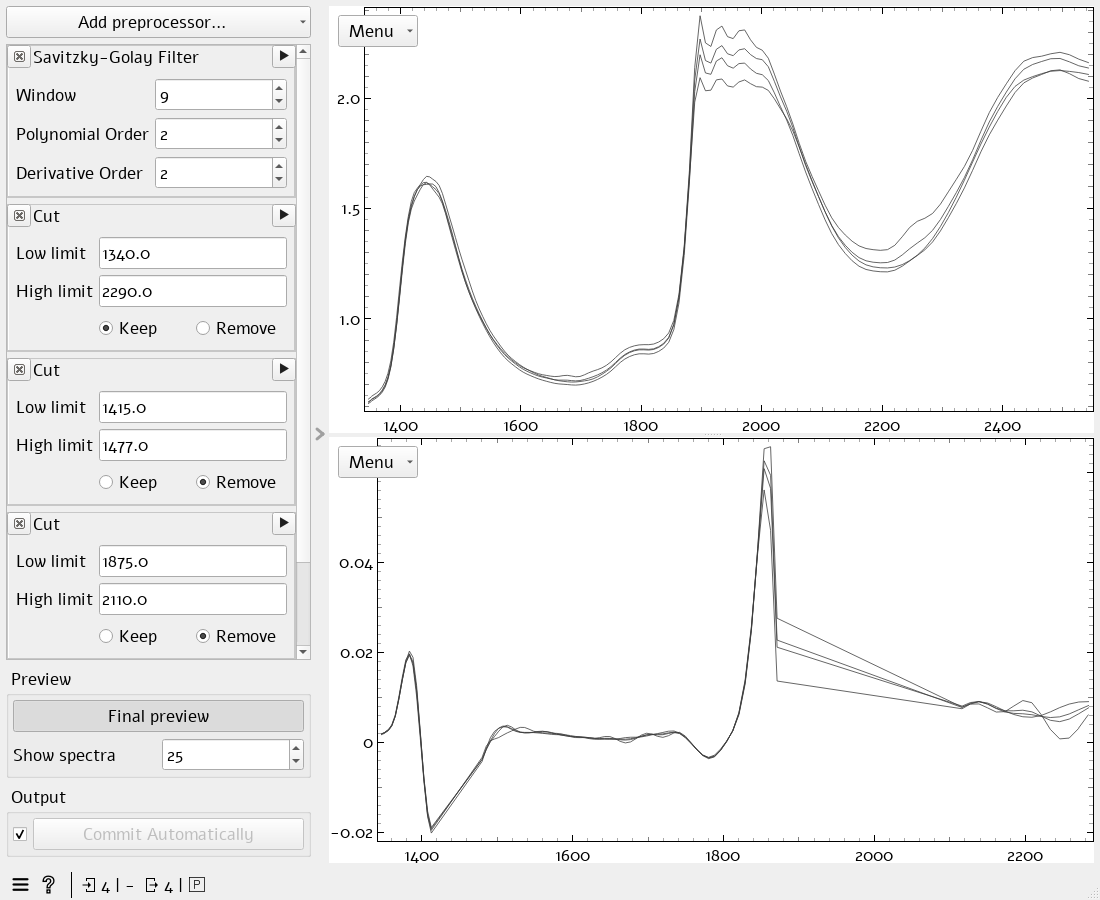 Add preprocessor...
Savitzky-Golay Filter
Window 9
Polynomial Order 2
Derivative Order 2
Cut
Low limit 1340.0
High limit 2290.0
Keep Remove
Cut
Low limit 1415.0
High limit 1477.0
Keep Remove
Cut
Low limit 1875.0
High limit 2110.0
Keep Remove
Preview
Final preview
Show spectra 25
Output
Commit Automatically
4 | - 4 | P
Menu
2.0
1.5
1.0
1400 1600 1800 2000 2200 2400
Menu
0.04
0.02
0
-0.02
1400 1600 1800 2000 2200